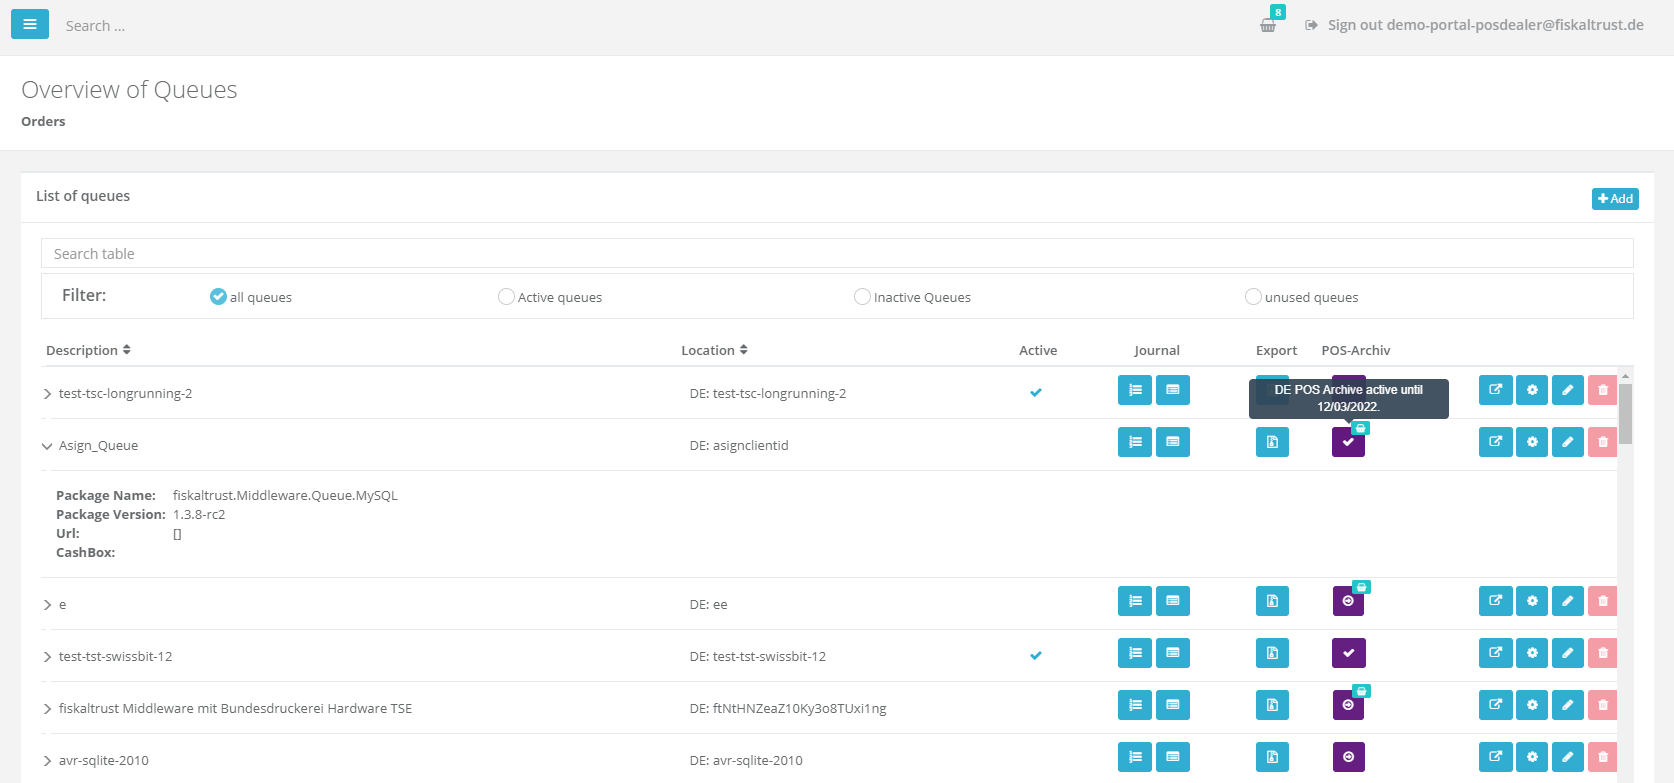 8
Search ...
Sign out demo-portal-posdealer@fiskaltrust.de
Overview of Queues
Orders
List of queues
Add
Search table
Filter: all queues Active queues Inactive Queues unused queues
Description Location Active Journal Export POS-Archiv
test-tsc-longrunning-2 DE: test-tsc-longrunning-2
DE POS Archive active until
12/03/2022.
Asign_Queue DE: asignclientid
Package Name: fiskaltrust.Middleware.Queue.MySQL
Package Version: 1.3.8-rc2
Url: []
CashBox:
e DE: ee
test-tst-swissbit-12 DE: test-tst-swissbit-12
fiskaltrust Middleware mit Bundesdruckerei Hardware TSE DE: ftNtHNZeaZ10Ky3o8TUxi1ng
avr-sqlite-2010 DE: avr-sqlite-2010